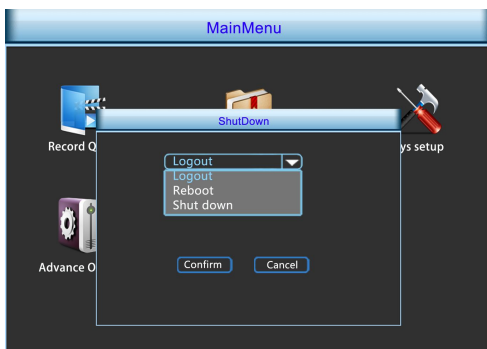 MainMenu
ShutDown
Record Q
ys setup
Logout
Logout
Reboot
Shut down
Confirm Cancel
Advance O